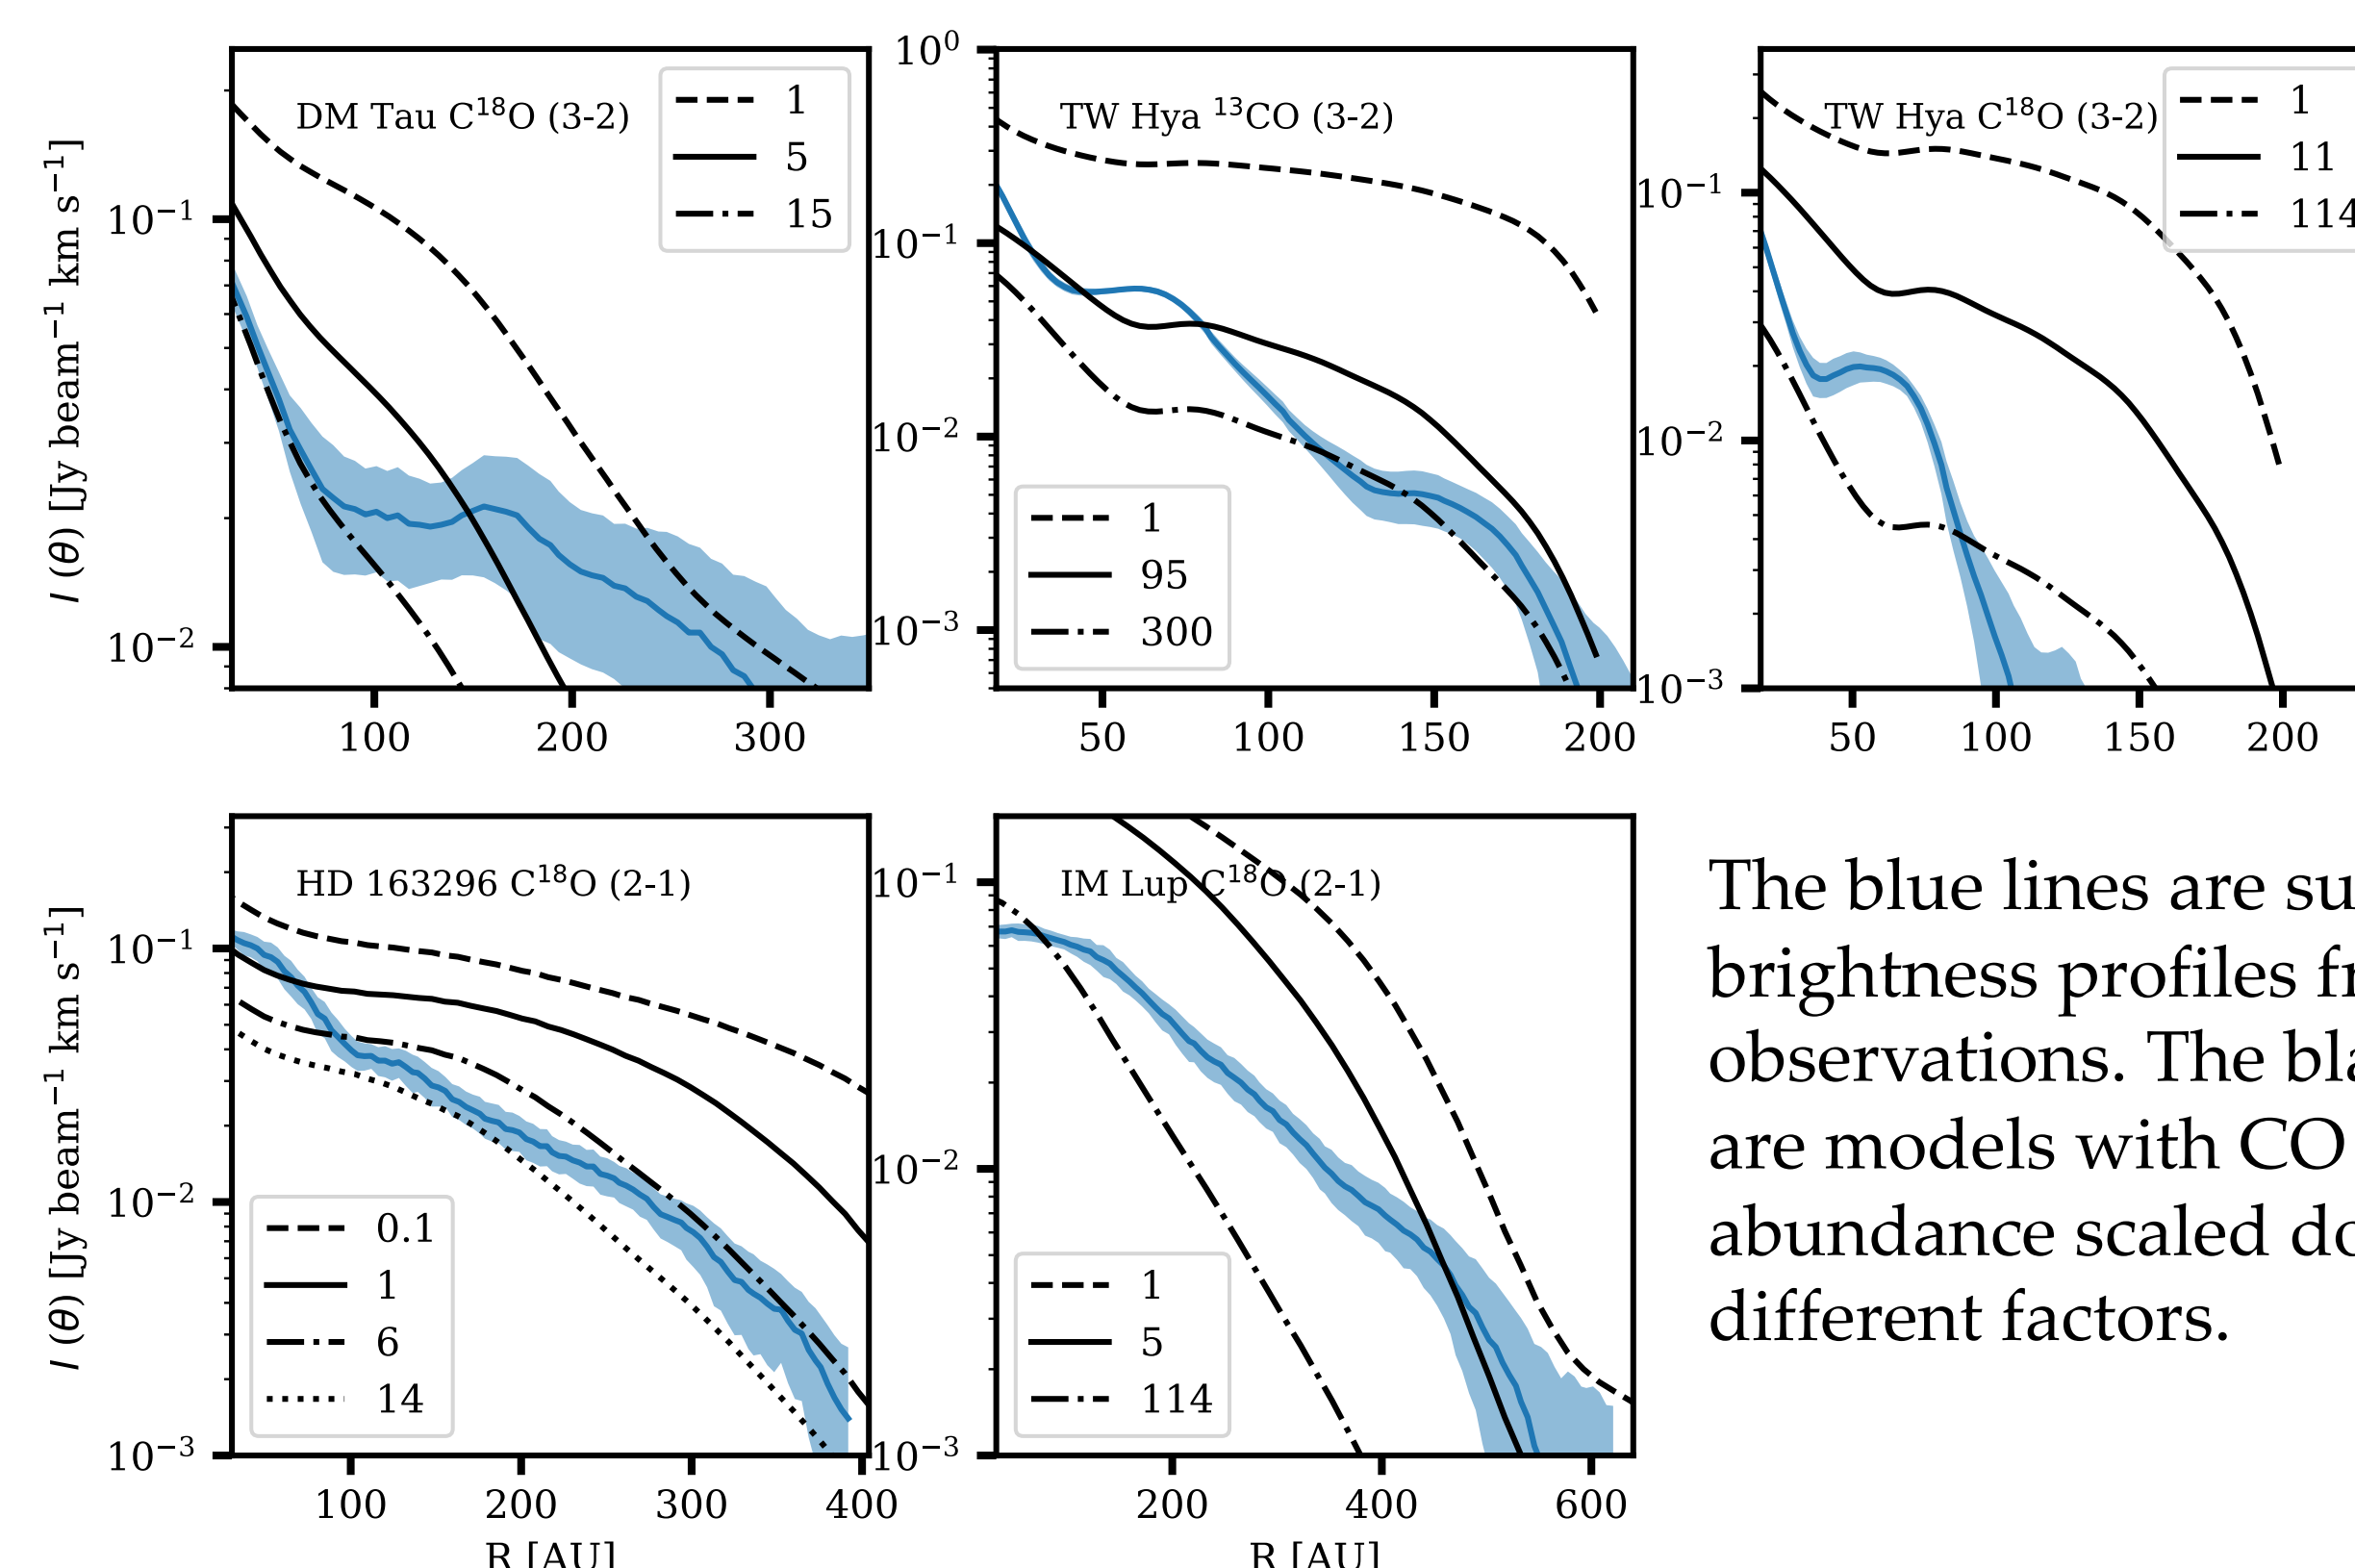 DM Tau C¹⁸O (3-2)
1
5
15
I (θ) [Jy beam⁻¹ km s⁻¹]
10⁻¹
10⁻²
100 200 300
TW Hya ¹³CO (3-2)
10⁰
10⁻¹
10⁻²
10⁻³
1
95
300
50 100 150 200
TW Hya C¹⁸O (3-2)
1
11
114
10⁻¹
10⁻²
10⁻³
50 100 150 200
HD 163296 C¹⁸O (2-1)
I (θ) [Jy beam⁻¹ km s⁻¹]
10⁻¹
10⁻²
10⁻³
0.1
1
6
14
100 200 300 400
R [AU]
IM Lup C¹⁸O (2-1)
10⁻¹
10⁻²
10⁻³
1
5
114
200 400 600
R [AU]
The blue lines are
brightness profiles
observations. The
are models with CO
abundance scaled
different factors.